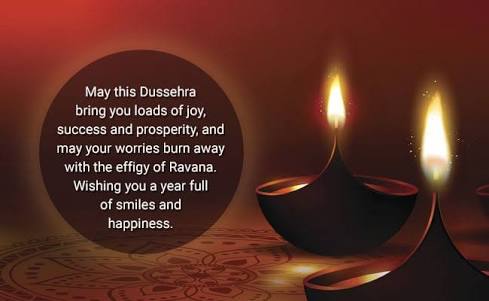 May this Dussehra
bring you loads of joy,
success and prosperity, and
may your worries burn away
with the effigy of Ravana.
Wishing you a year full
of smiles and
happiness.